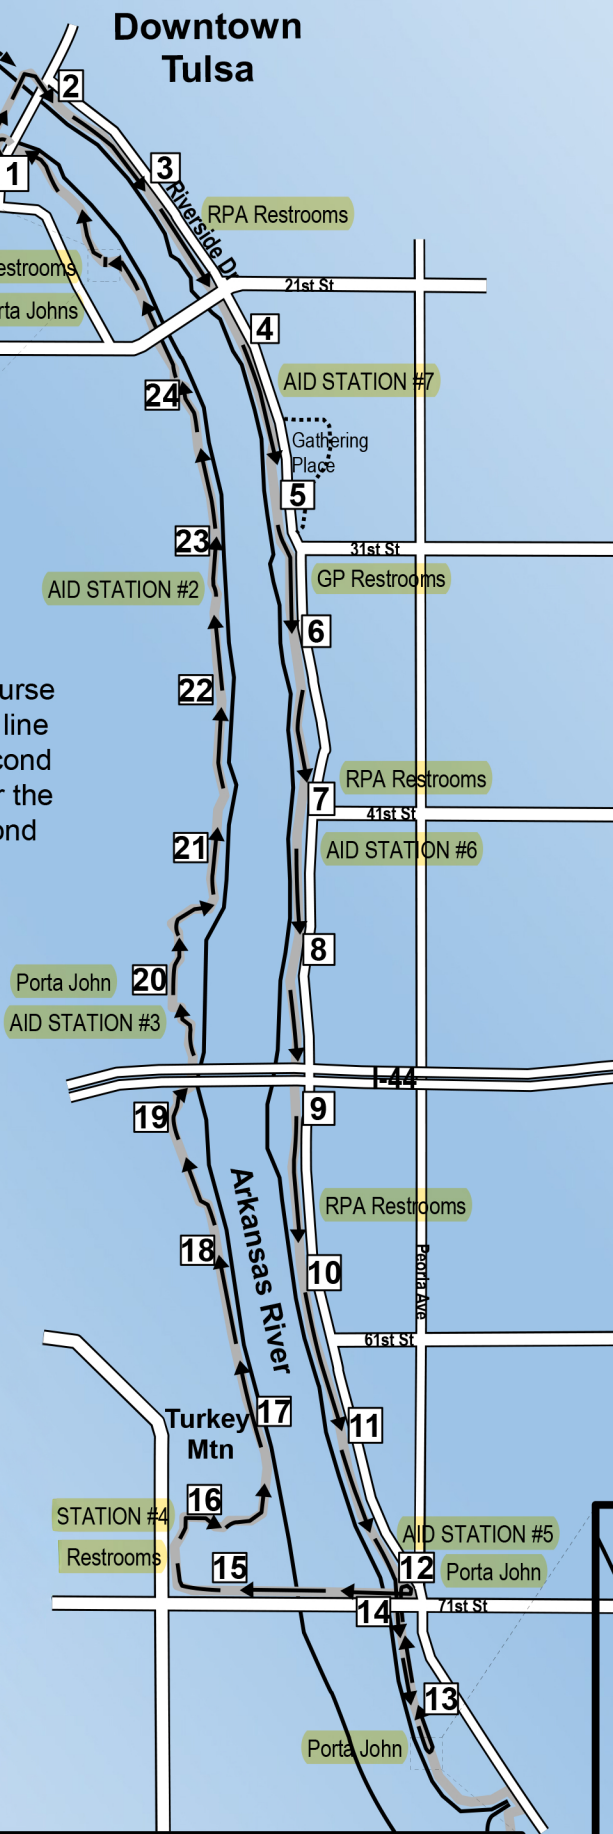 Downtown
Tulsa
2
1
3
Riverside Dr
RPA Restrooms
estrooms
rta Johns
21st St
4
AID STATION #7
24
Gathering
Place
5
23
31st St
GP Restrooms
AID STATION #2
6
22
urse
line
cond
r the
ond
RPA Restrooms
7
41st St
21
AID STATION #6
8
Porta John
20
AID STATION #3
I-44
19
9
RPA Restrooms
Arkansas River
18
10
Peoria Ave
61st St
17
Turkey
Mtn
11
16
STATION #4
Restrooms
AID STATION #5
12
Porta John
15
14
71st St
13
Porta John